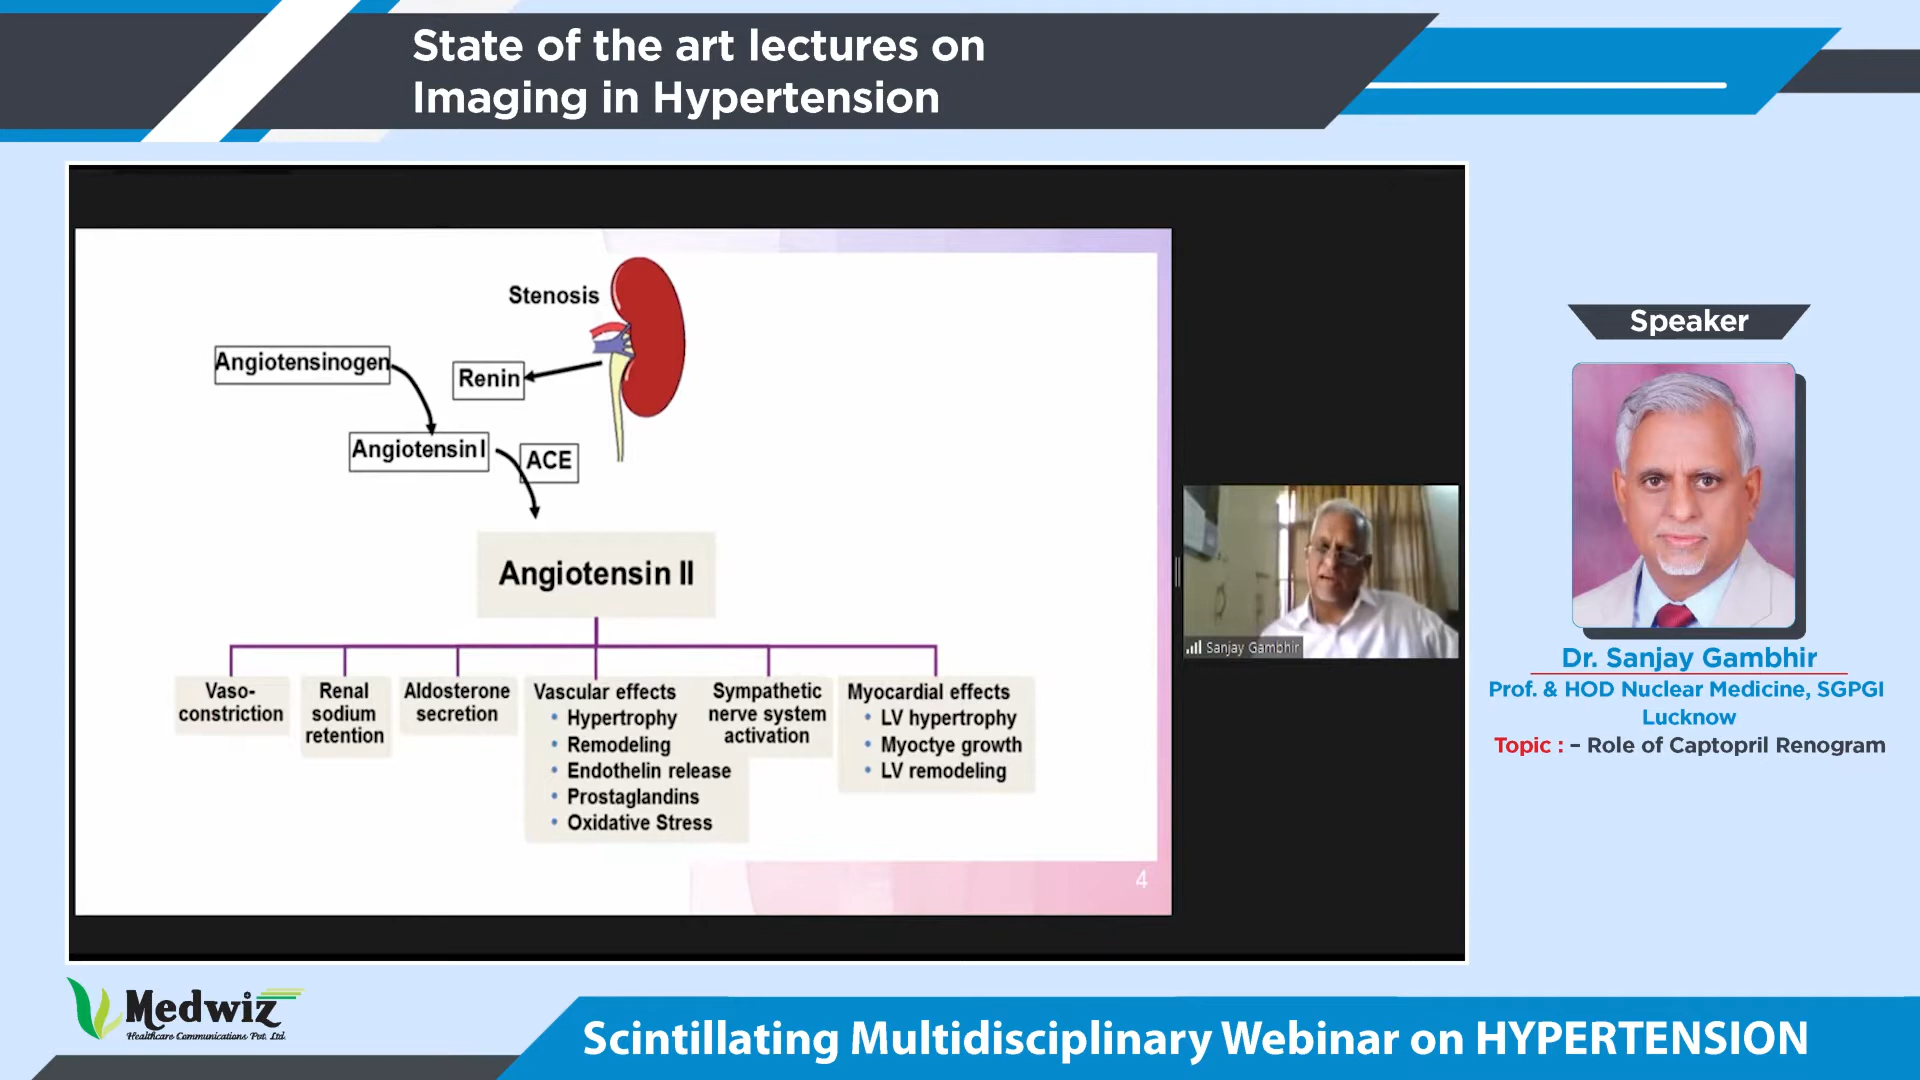 State of the art lectures on
Imaging in Hypertension
Stenosis
Angiotensinogen
Renin
Angiotensin I
ACE
Angiotensin II
Vaso-
constriction
Renal
sodium
retention
Aldosterone
secretion
Vascular effects
• Hypertrophy
• Remodeling
• Endothelin release
• Prostaglandins
• Oxidative Stress
Sympathetic
nerve system
activation
Myocardial effects
• LV hypertrophy
• Myoctye growth
• LV remodeling
4
Sanjay Gambhir
Speaker
Dr. Sanjay Gambhir
Prof. & HOD Nuclear Medicine, SGPGI
Lucknow
Topic : – Role of Captopril Renogram
Medwiz
Healthcare Communications Pvt. Ltd.
Scintillating Multidisciplinary Webinar on HYPERTENSION